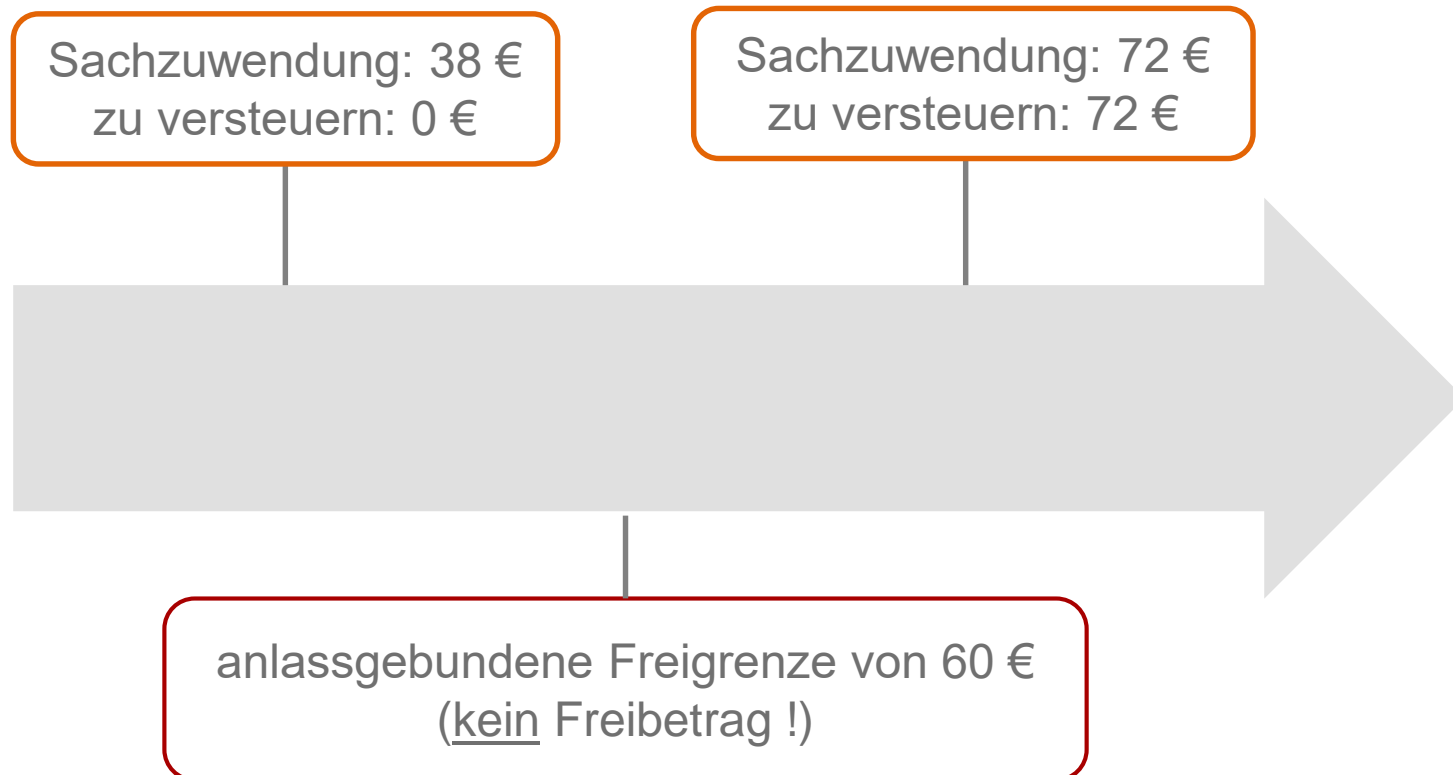 Sachzuwendung: 38 €
zu versteuern: 0 €
Sachzuwendung: 72 €
zu versteuern: 72 €
anlassgebundene Freigrenze von 60 €
(kein Freibetrag !)